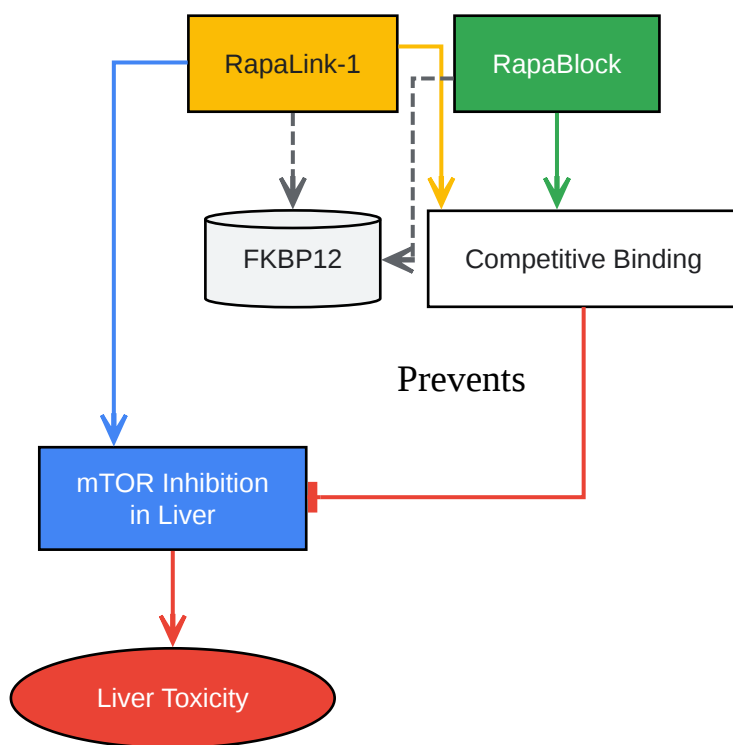 RapaLink-1
RapaBlock
FKBP12
Competitive Binding
Prevents
mTOR Inhibition
in Liver
Liver Toxicity